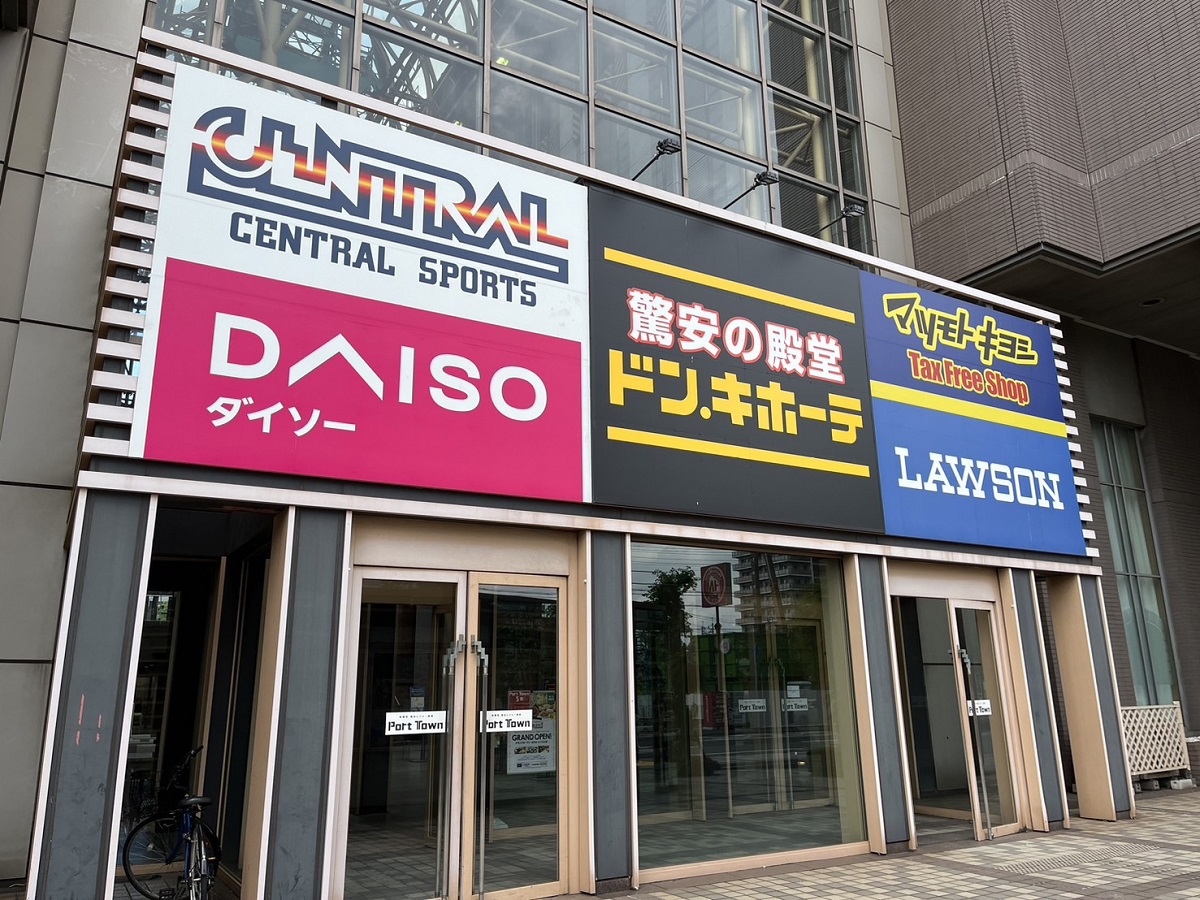 CENTRAL
CENTRAL SPORTS
DAISO
ダイソー
驚安の殿堂
ドン.キホーテ
マツモトキヨシ
Tax Free Shop
LAWSON
Port Town
Port Town
GRAND OPEN!
Port Town
Port Town
Port Town